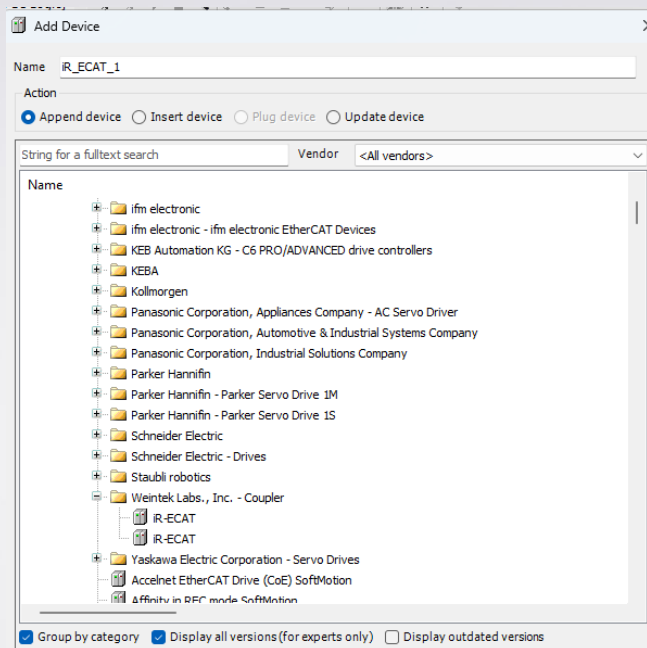 Add Device
Name iR_ECAT_1
Action
Append device Insert device Plug device Update device
String for a fulltext search Vendor <All vendors>
Name
ifm electronic
ifm electronic - ifm electronic EtherCAT Devices
KEB Automation KG - C6 PRO/ADVANCED drive controllers
KEBA
Kollmorgen
Panasonic Corporation, Appliances Company - AC Servo Driver
Panasonic Corporation, Automotive & Industrial Systems Company
Panasonic Corporation, Industrial Solutions Company
Parker Hannifin
Parker Hannifin - Parker Servo Drive 1M
Parker Hannifin - Parker Servo Drive 1S
Schneider Electric
Schneider Electric - Drives
Staubli robotics
Weintek Labs., Inc. - Coupler
iR-ECAT
iR-ECAT
Yaskawa Electric Corporation - Servo Drives
Accelnet EtherCAT Drive (CoE) SoftMotion
Affinity in REC mode SoftMotion
Group by category Display all versions (for experts only) Display outdated versions